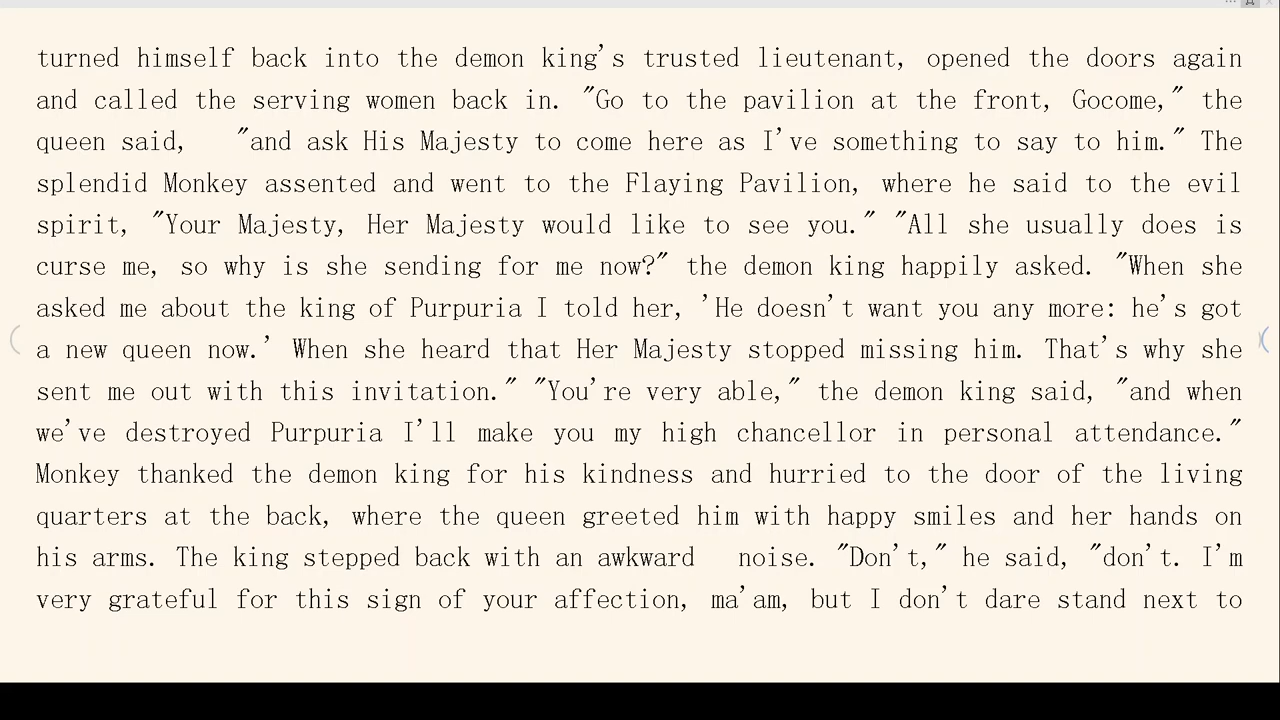 turned himself back into the demon king's trusted lieutenant, opened the doors again
and called the serving women back in. "Go to the pavilion at the front, Gocome," the
queen said, "and ask His Majesty to come here as I've something to say to him." The
splendid Monkey assented and went to the Flaying Pavilion, where he said to the evil
spirit, "Your Majesty, Her Majesty would like to see you." "All she usually does is
curse me, so why is she sending for me now?" the demon king happily asked. "When she
asked me about the king of Purpuria I told her, 'He doesn't want you any more: he's got
a new queen now.' When she heard that Her Majesty stopped missing him. That's why she
sent me out with this invitation." "You're very able," the demon king said, "and when
we've destroyed Purpuria I'll make you my high chancellor in personal attendance."
Monkey thanked the demon king for his kindness and hurried to the door of the living
quarters at the back, where the queen greeted him with happy smiles and her hands on
his arms. The king stepped back with an awkward noise. "Don't," he said, "don't. I'm
very grateful for this sign of your affection, ma'am, but I don't dare stand next to